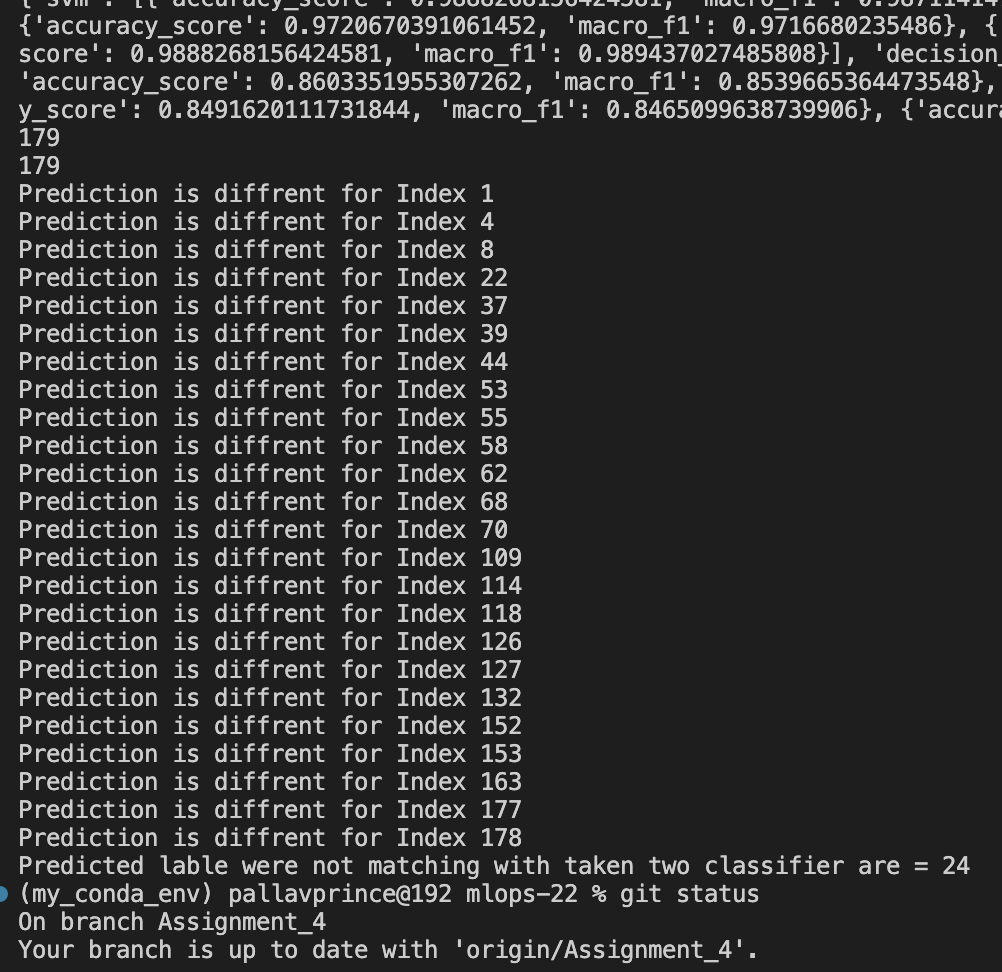 {'accuracy_score': 0.9720670391061452, 'macro_f1': 0.9716680235486}, {
score': 0.9888268156424581, 'macro_f1': 0.989437027485808}], 'decision_
'accuracy_score': 0.8603351955307262, 'macro_f1': 0.8539665364473548},
y_score': 0.8491620111731844, 'macro_f1': 0.8465099638739906}, {'accura
179
179
Prediction is diffrent for Index 1
Prediction is diffrent for Index 4
Prediction is diffrent for Index 8
Prediction is diffrent for Index 22
Prediction is diffrent for Index 37
Prediction is diffrent for Index 39
Prediction is diffrent for Index 44
Prediction is diffrent for Index 53
Prediction is diffrent for Index 55
Prediction is diffrent for Index 58
Prediction is diffrent for Index 62
Prediction is diffrent for Index 68
Prediction is diffrent for Index 70
Prediction is diffrent for Index 109
Prediction is diffrent for Index 114
Prediction is diffrent for Index 118
Prediction is diffrent for Index 126
Prediction is diffrent for Index 127
Prediction is diffrent for Index 132
Prediction is diffrent for Index 152
Prediction is diffrent for Index 153
Prediction is diffrent for Index 163
Prediction is diffrent for Index 177
Prediction is diffrent for Index 178
Predicted lable were not matching with taken two classifier are = 24
(my_conda_env) pallavprince@192 mlops-22 % git status
On branch Assignment_4
Your branch is up to date with 'origin/Assignment_4'.